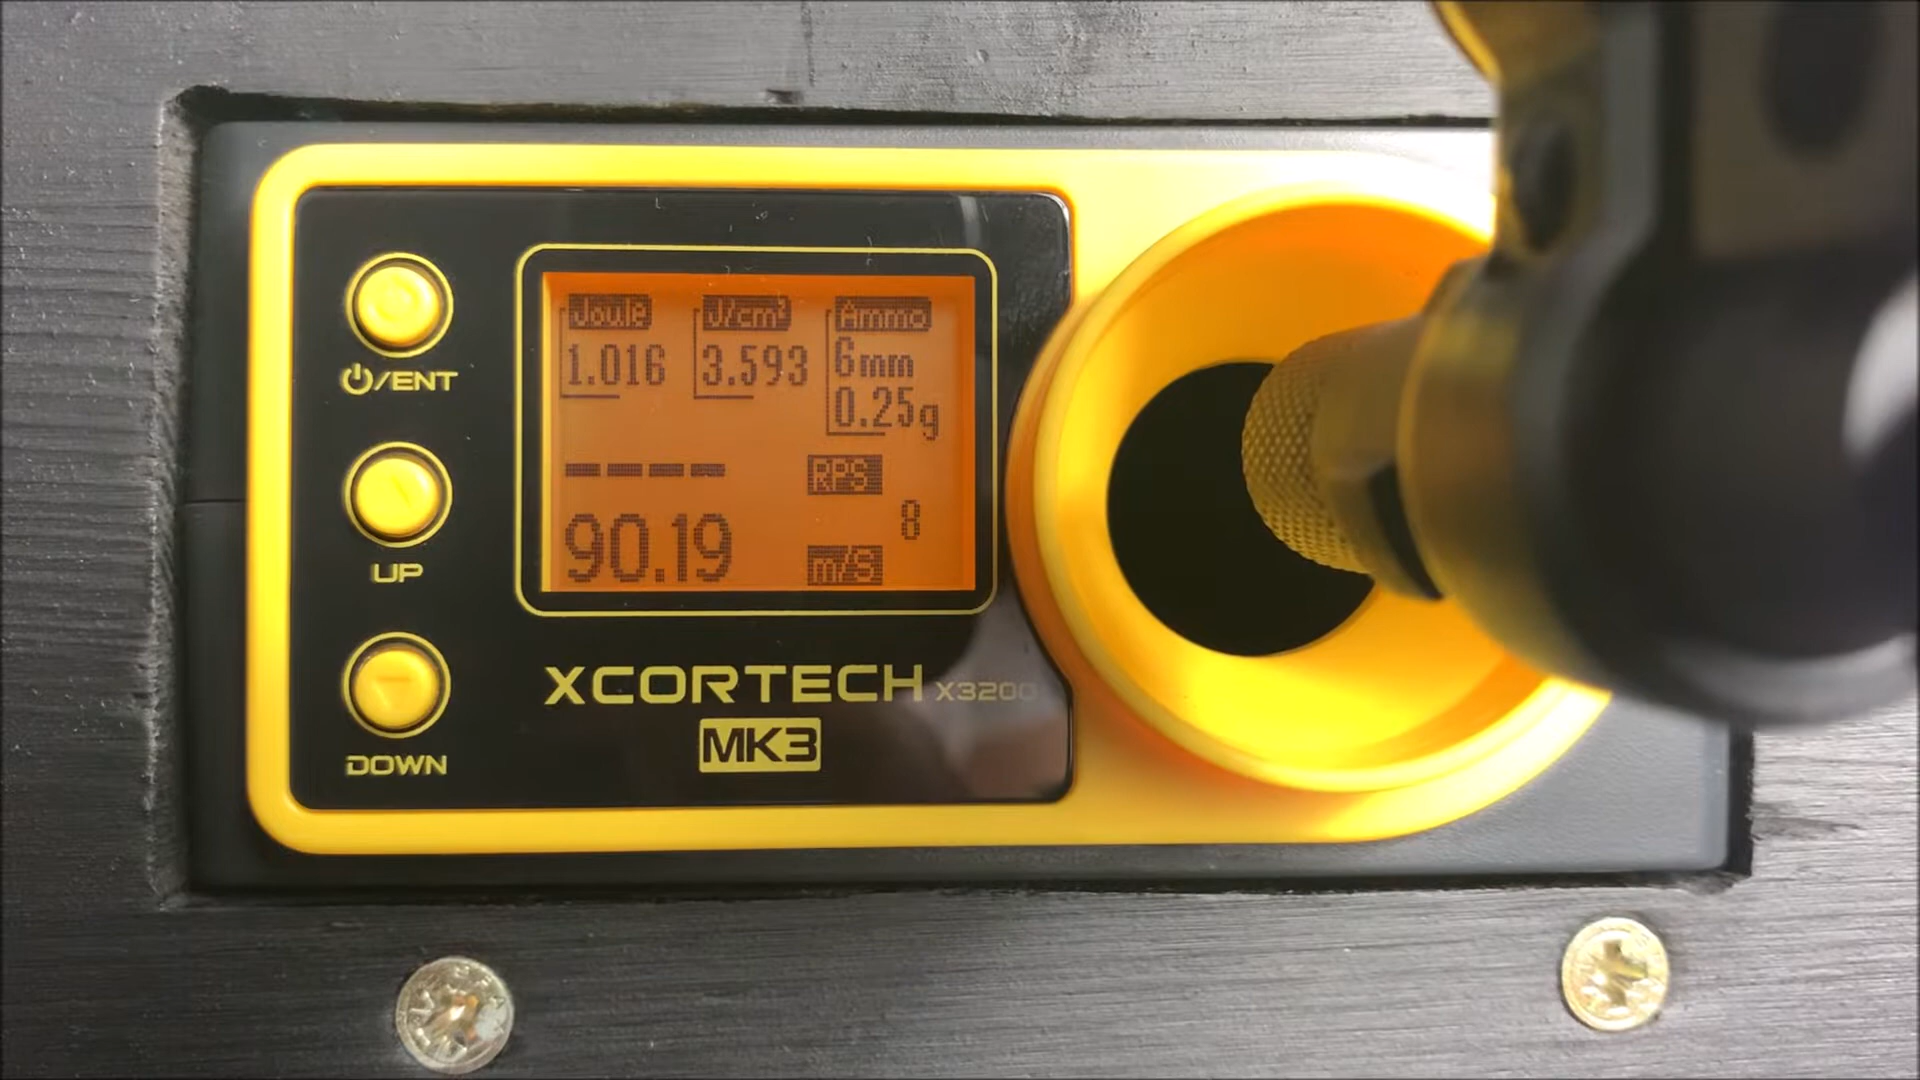 Joule J/cm² Ammo
1.016 3.593 6mm
0.25g
---- RPS
8
90.19 m/S
⏻/ENT
UP
DOWN
XCORTECH X3200
MK3